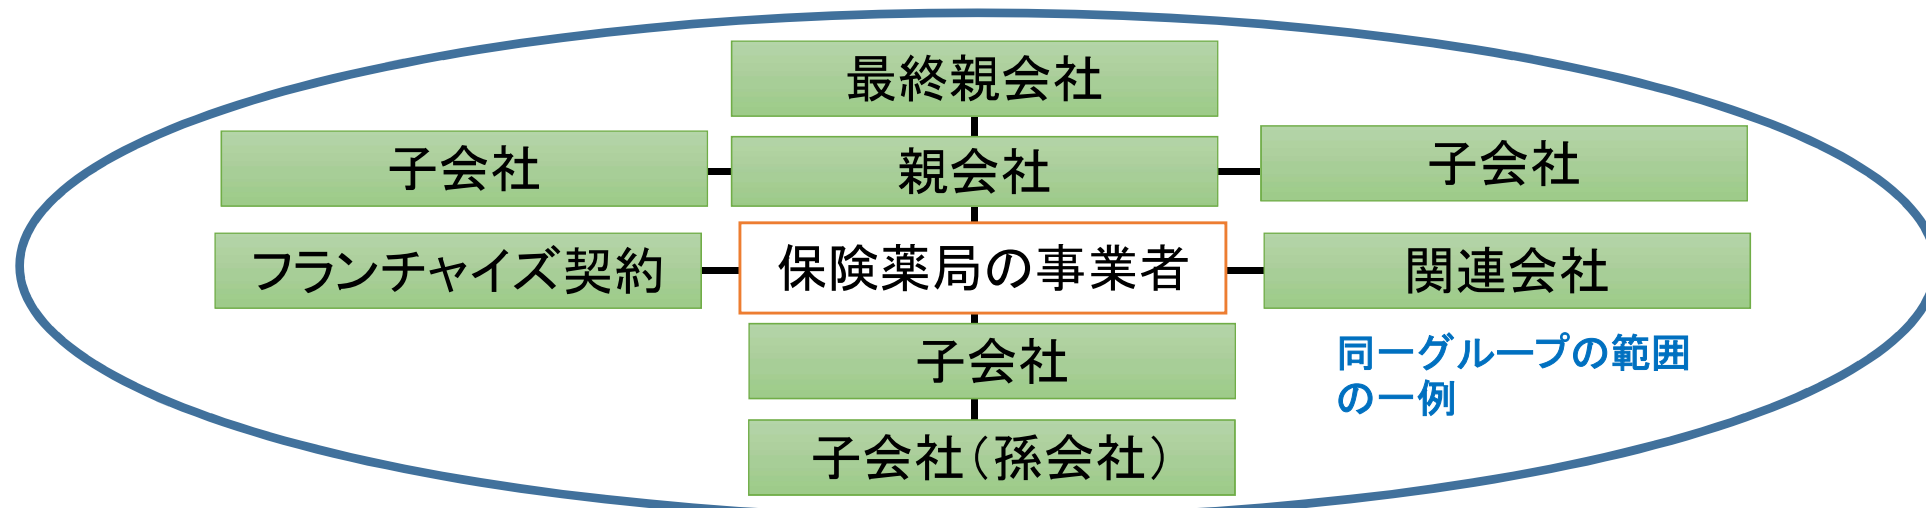 最終親会社
子会社
親会社
子会社
フランチャイズ契約
保険薬局の事業者
関連会社
子会社
同一グループの範囲
の一例
子会社（孫会社）